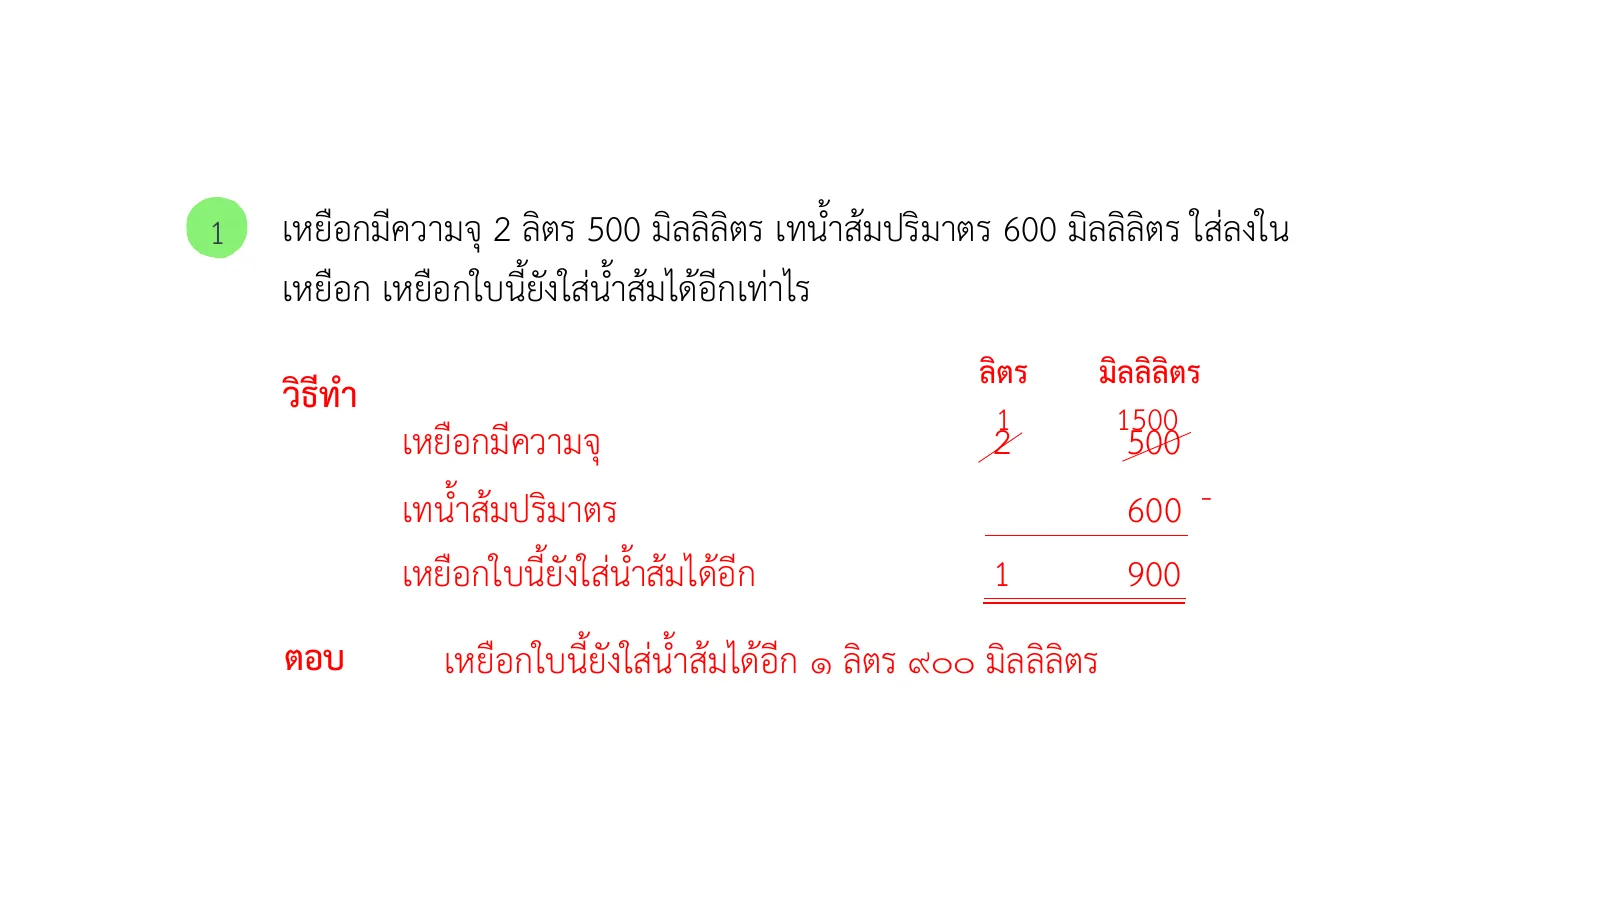 1 เหยือกมีความจุ 2 ลิตร 500 มิลลิลิตร เทน้ำส้มปริมาตร 600 มิลลิลิตร ใส่ลงใน
เหยือก เหยือกใบนี้ยังใส่น้ำส้มได้อีกเท่าไร
ลิตร มิลลิลิตร
วิธีทำ
1 1500
เหยือกมีความจุ 2 500
เทน้ำส้มปริมาตร 600 -
เหยือกใบนี้ยังใส่น้ำส้มได้อีก 1 900
ตอบ เหยือกใบนี้ยังใส่น้ำส้มได้อีก ๑ ลิตร ๙๐๐ มิลลิลิตร